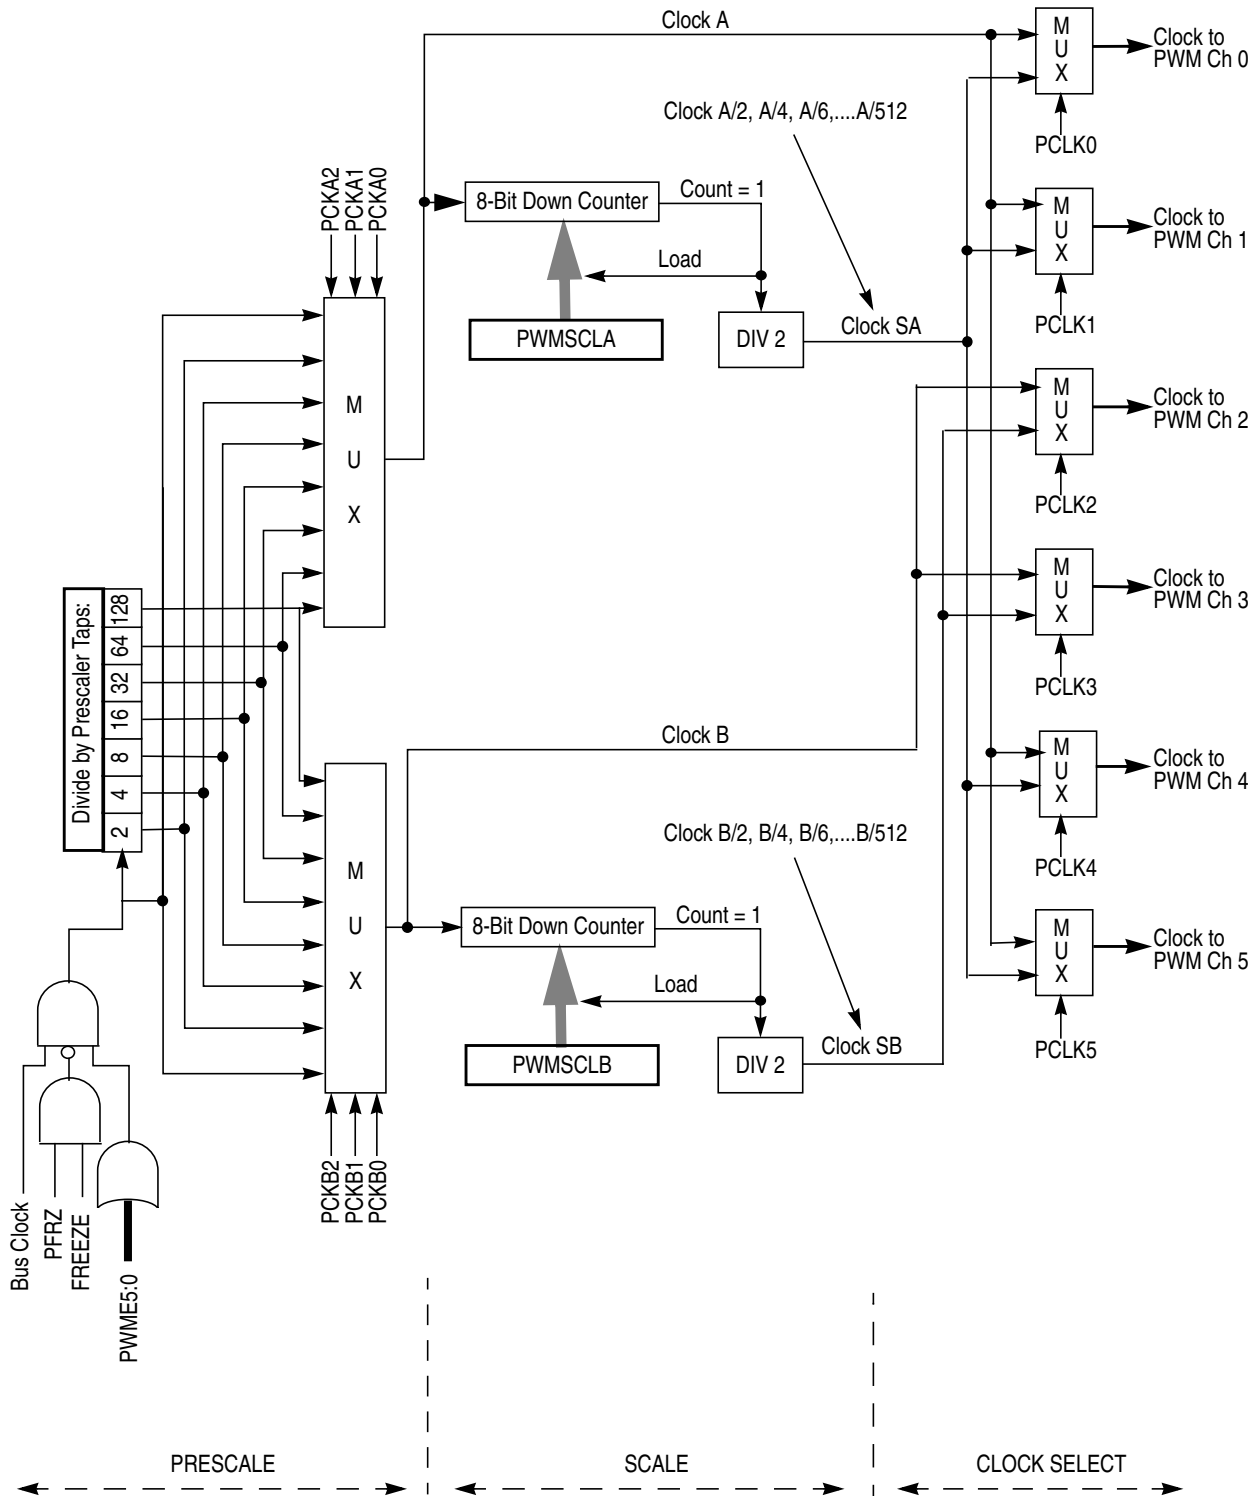 Clock A
M
U
X
Clock to
PWM Ch 0
PCLK0
Clock A/2, A/4, A/6,....A/512
PCKA2
PCKA1
PCKA0
8-Bit Down Counter
Count = 1
Load
PWMSCLA
DIV 2
Clock SA
M
U
X
Clock to
PWM Ch 1
PCLK1
M
U
X
M
U
X
Clock to
PWM Ch 2
PCLK2
M
U
X
Clock to
PWM Ch 3
PCLK3
Divide by Prescaler Taps:
128
64
32
16
8
4
2
Clock B
M
U
X
Clock to
PWM Ch 4
PCLK4
Clock B/2, B/4, B/6,....B/512
M
U
X
8-Bit Down Counter
Count = 1
Load
PWMSCLB
DIV 2
Clock SB
M
U
X
Clock to
PWM Ch 5
PCLK5
PCKB2
PCKB1
PCKB0
Bus Clock
PFRZ
FREEZE
PWME5:0
PRESCALE
SCALE
CLOCK SELECT